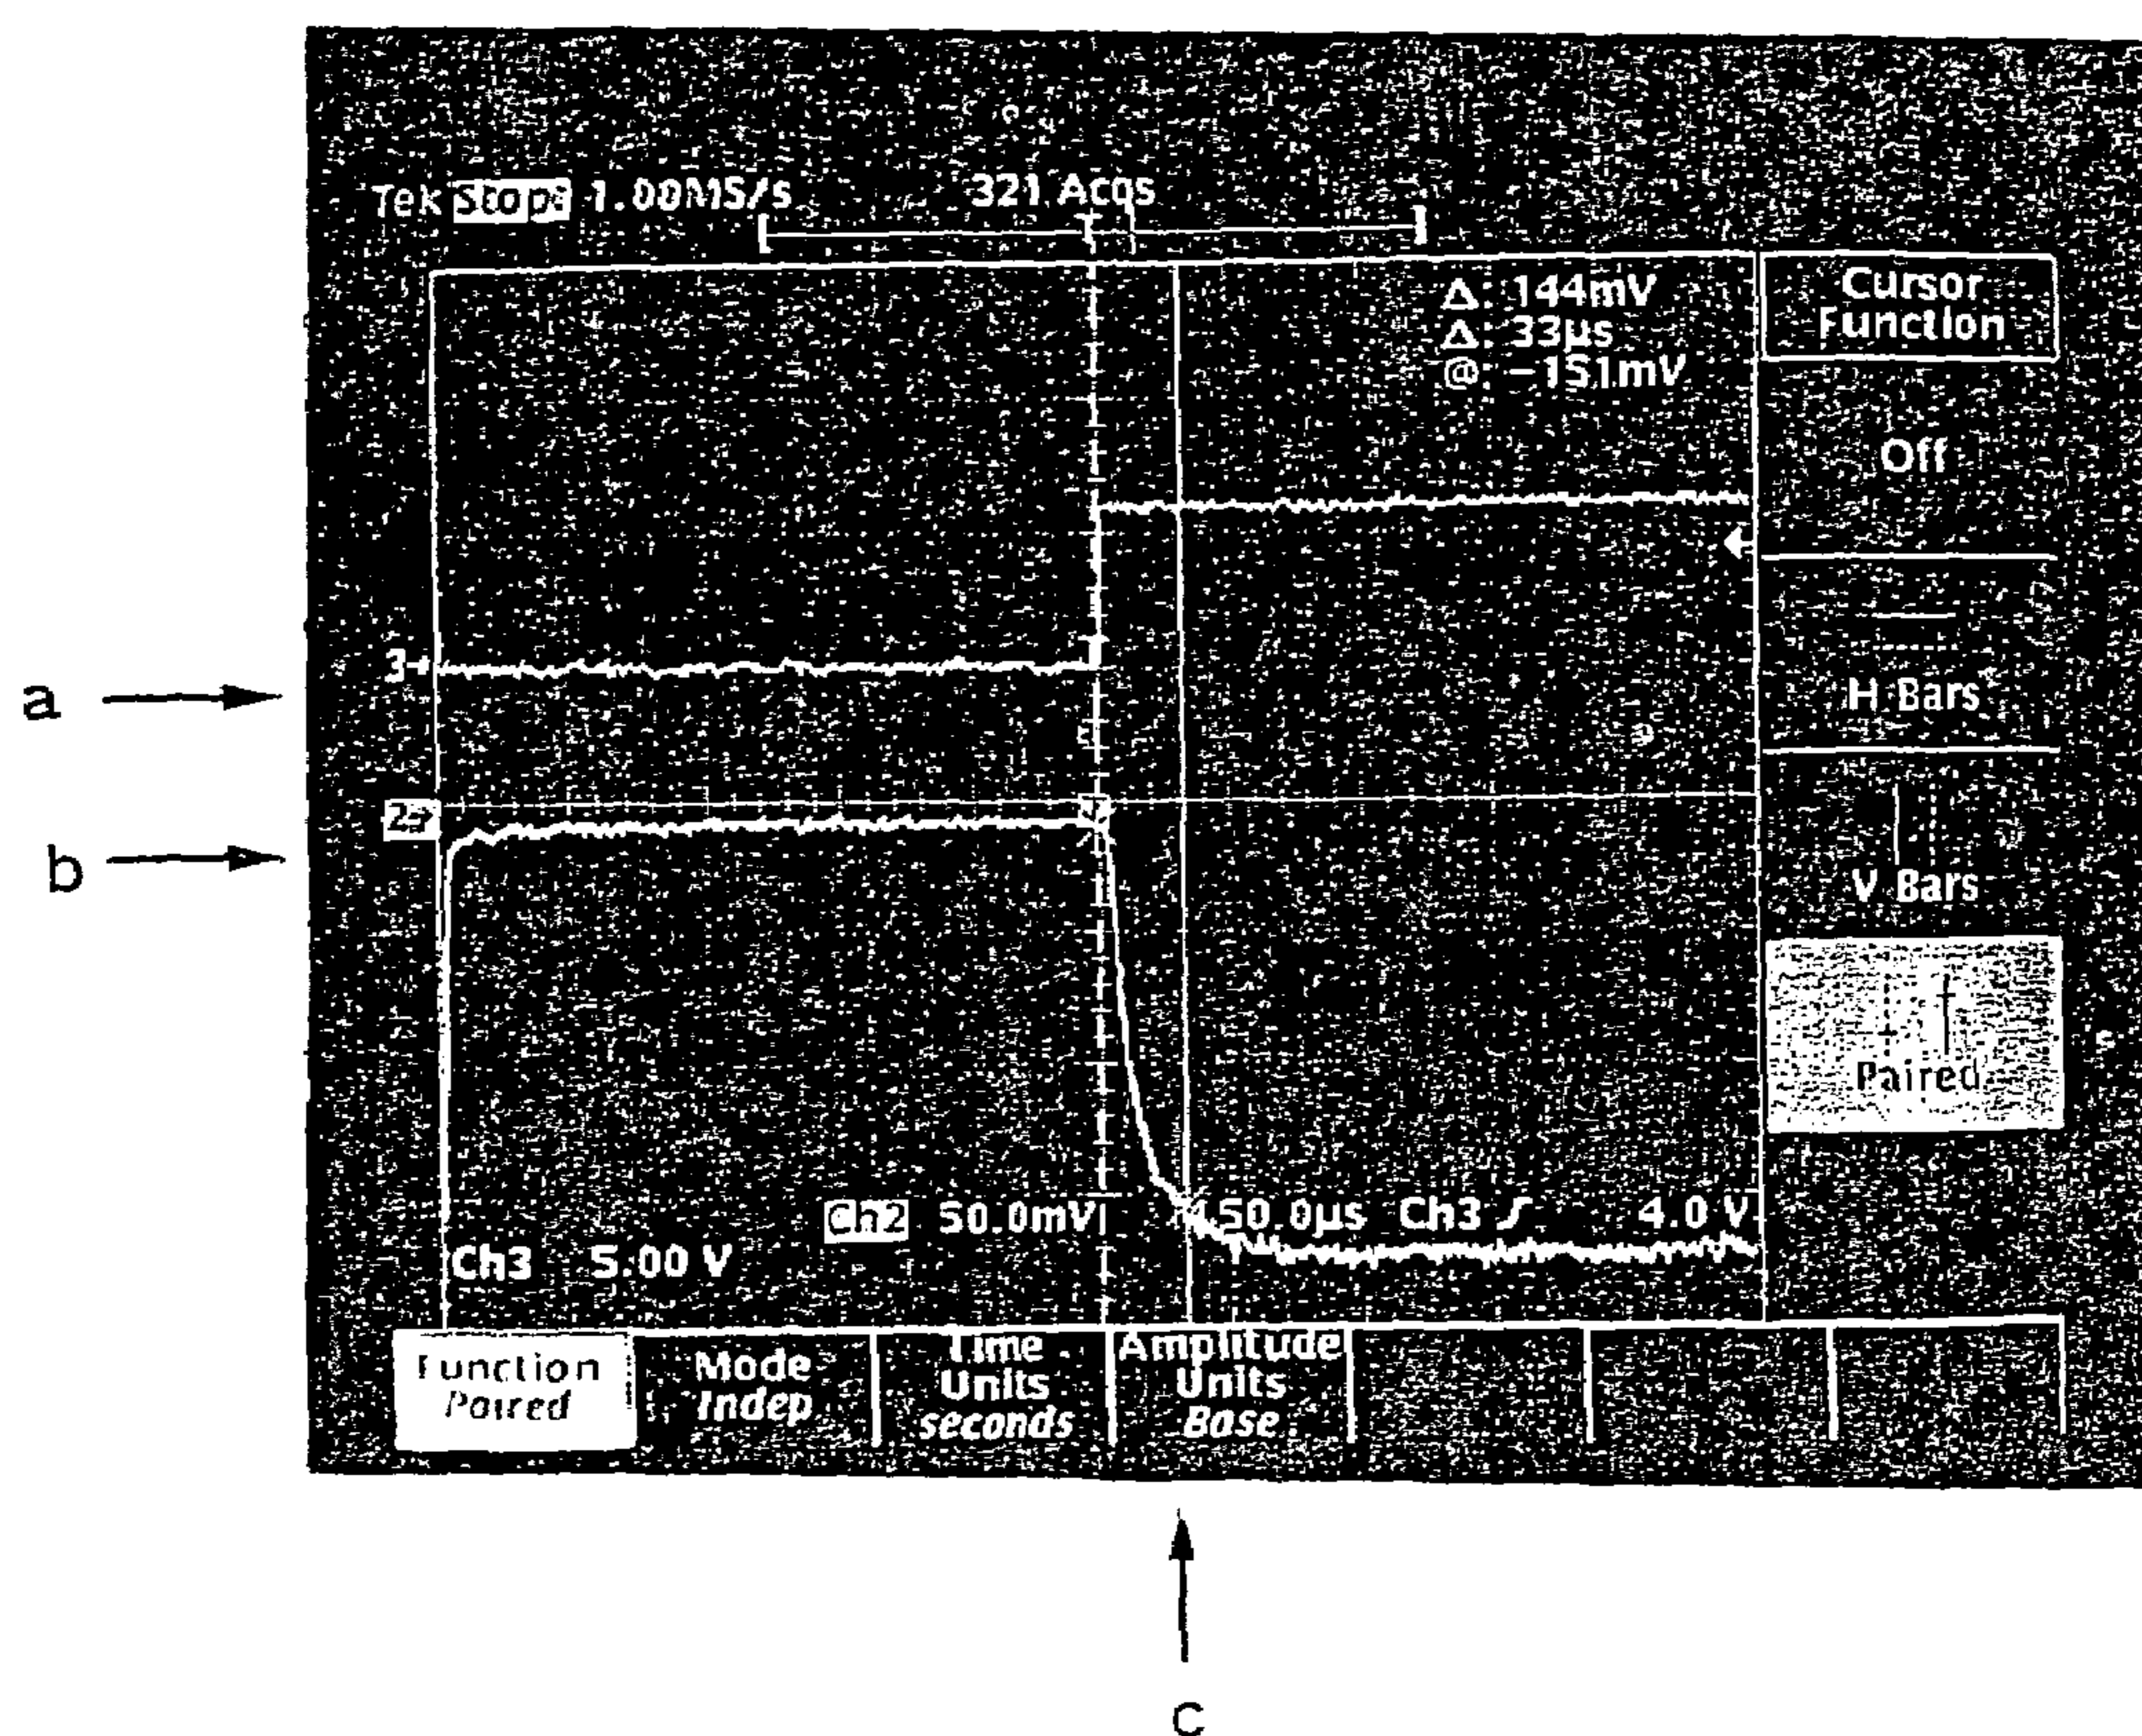 Tek Stop 1.00MS/s 321 Acqs
Δ: 144mV
Δ: 33µs
@: -151mV
Cursor
Function
Off
H Bars
V Bars
Paired
3
2
a
b
Ch2 50.0mV M 50.0µs Ch3 ƒ 4.0 V
Ch3 5.00 V
Function
Paired
Mode
Indep
Time
Units
seconds
Amplitude
Units
Base
c